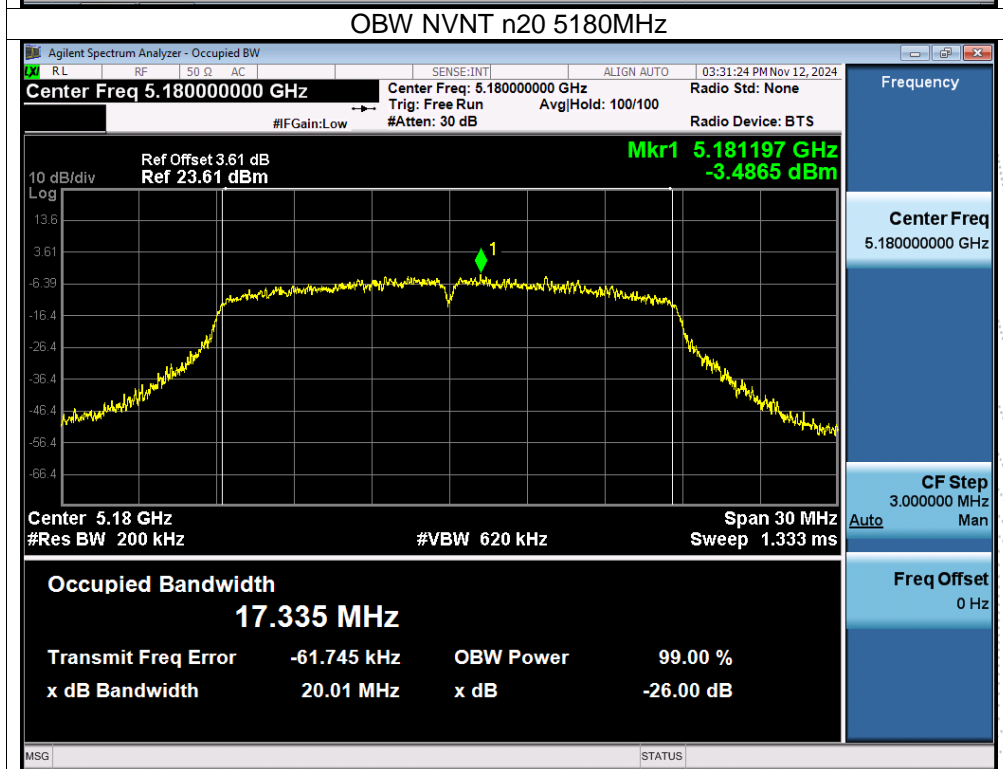 OBW NVNT n20 5180MHz
Agilent Spectrum Analyzer - Occupied BW
LXI RL RF 50 Ω AC SENSE:INT ALIGN AUTO 03:31:24 PM Nov 12, 2024
Center Freq 5.180000000 GHz
Center Freq: 5.180000000 GHz
Radio Std: None
Trig: Free Run Avg|Hold: 100/100
#IFGain:Low #Atten: 30 dB Radio Device: BTS
Mkr1 5.181197 GHz
-3.4865 dBm
Ref Offset 3.61 dB
10 dB/div Ref 23.61 dBm
Log
13.6
3.61
-6.39
-16.4
-26.4
-36.4
-46.4
-56.4
-66.4
1
Center 5.18 GHz Span 30 MHz
#Res BW 200 kHz #VBW 620 kHz Sweep 1.333 ms
Occupied Bandwidth
17.335 MHz
Transmit Freq Error -61.745 kHz OBW Power 99.00 %
x dB Bandwidth 20.01 MHz x dB -26.00 dB
Frequency
Center Freq
5.180000000 GHz
CF Step
3.000000 MHz
Auto Man
Freq Offset
0 Hz
MSG STATUS